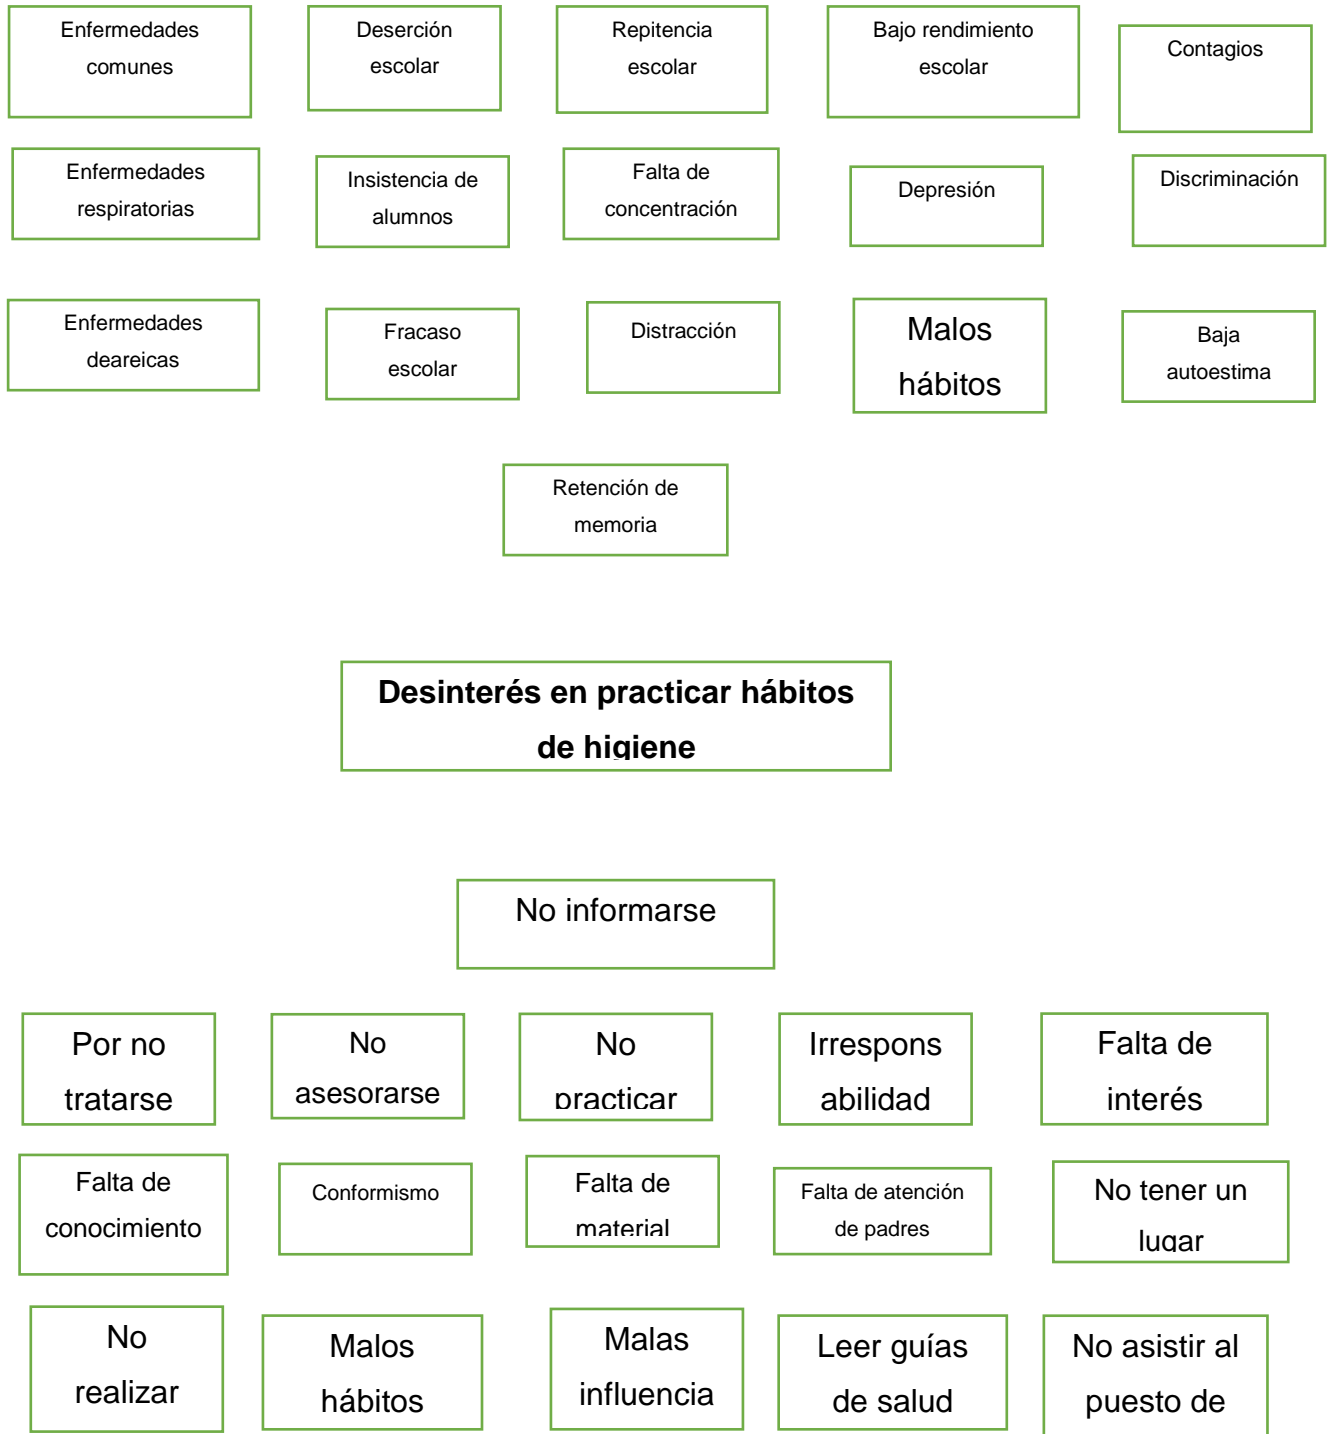 Enfermedades
comunes
Deserción
escolar
Repitencia
escolar
Bajo rendimiento
escolar
Contagios
Enfermedades
respiratorias
Insistencia de
alumnos
Falta de
concentración
Depresión
Discriminación
Enfermedades
deareicas
Fracaso
escolar
Distracción
Malos
hábitos
Baja
autoestima
Retención de
memoria
Desinterés en practicar hábitos
de higiene
No informarse
Por no
tratarse
No
asesorarse
No
practicar
Irrespons
abilidad
Falta de
interés
Falta de
conocimiento
Conformismo
Falta de
material
Falta de atención
de padres
No tener un
lugar
No
realizar
Malos
hábitos
Malas
influencia
Leer guías
de salud
No asistir al
puesto de